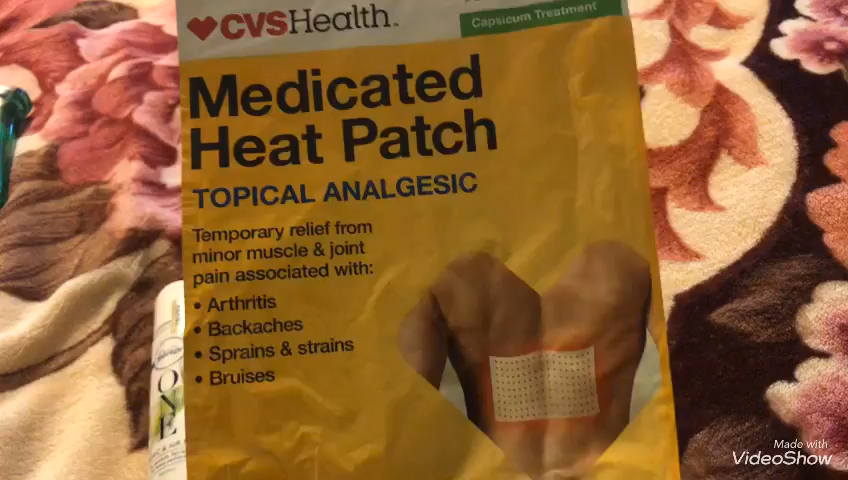 CVSHealth.
Capsicum Treatment
Medicated
Heat Patch
TOPICAL ANALGESIC
Temporary relief from
minor muscle & joint
pain associated with:
• Arthritis
• Backaches
• Sprains & strains
• Bruises
ONE
Made with
VideoShow